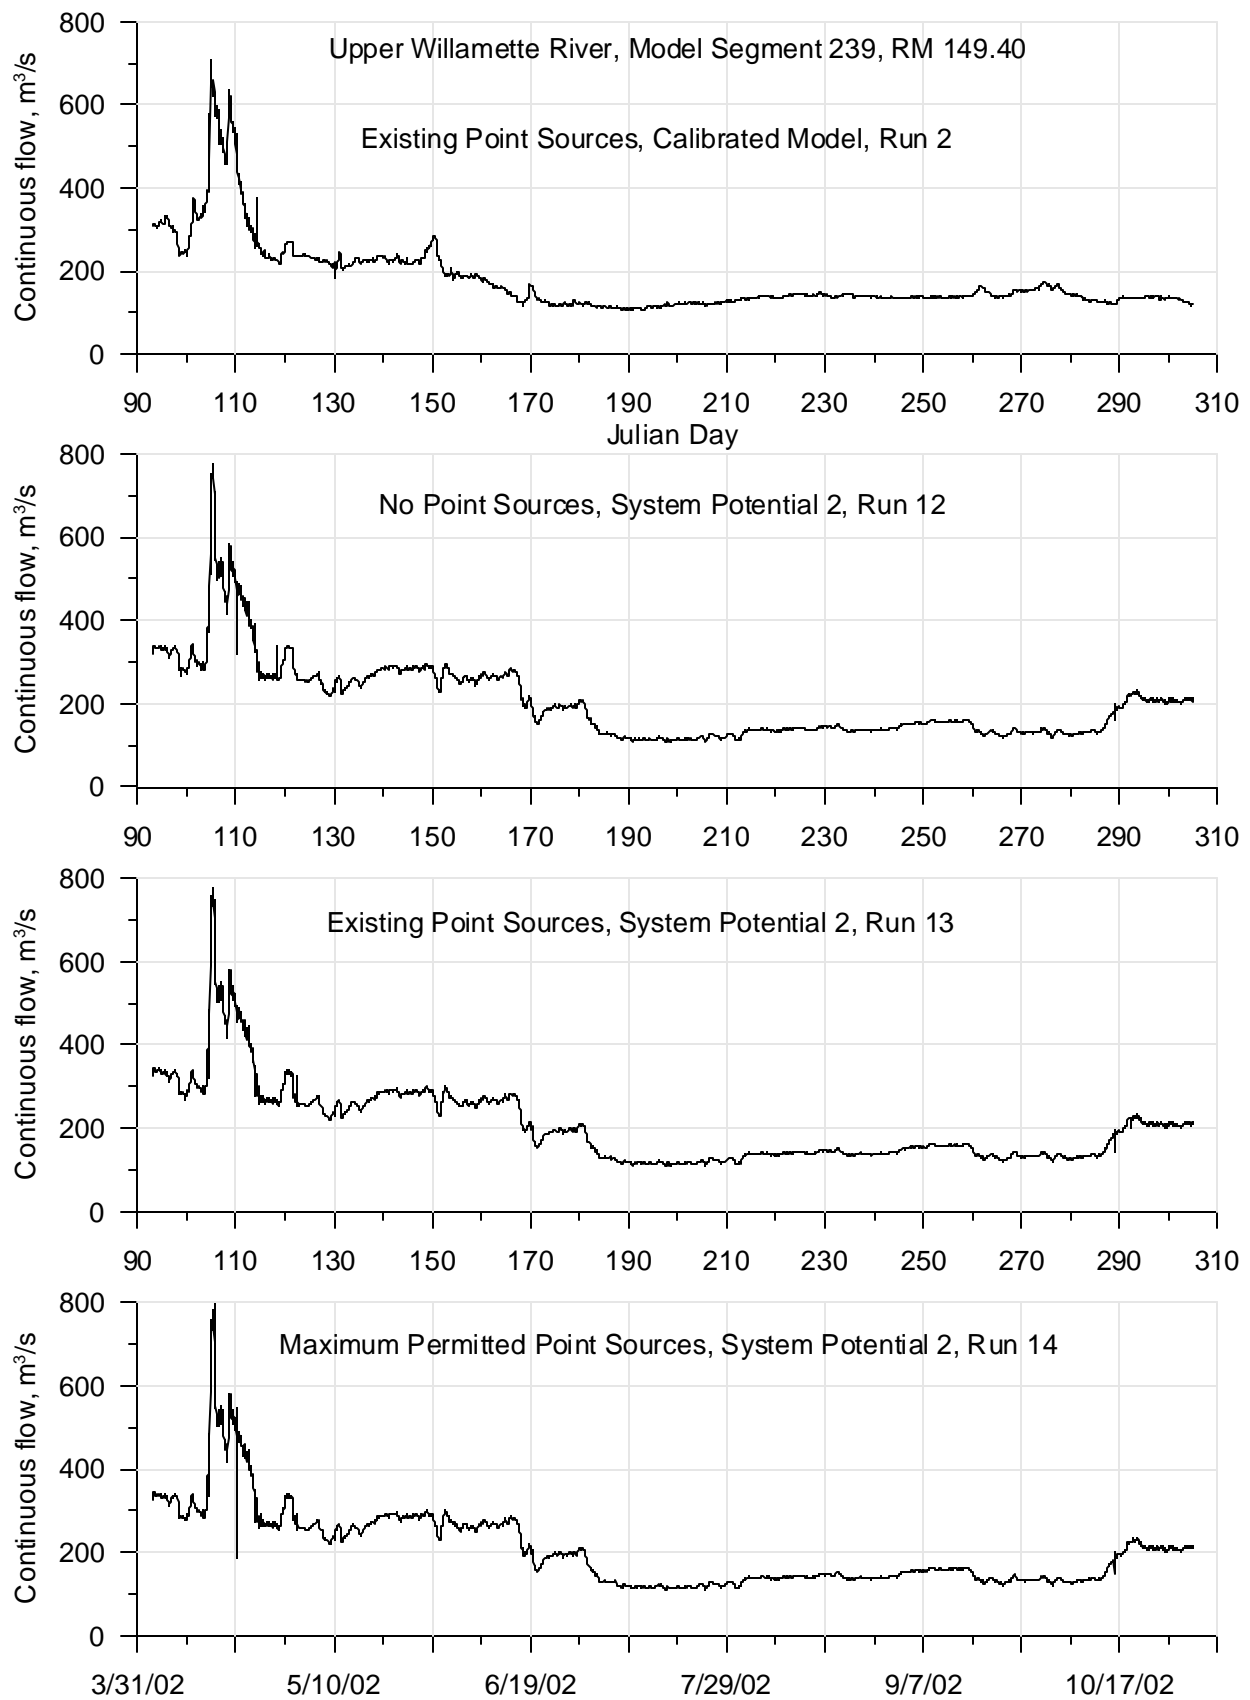 Continuous flow, m³/s
800
600
400
200
0
Upper Willamette River, Model Segment 239, RM 149.40
Existing Point Sources, Calibrated Model, Run 2
90 110 130 150 170 190 210 230 250 270 290 310
Julian Day
Continuous flow, m³/s
800
600
400
200
0
No Point Sources, System Potential 2, Run 12
90 110 130 150 170 190 210 230 250 270 290 310
Continuous flow, m³/s
800
600
400
200
0
Existing Point Sources, System Potential 2, Run 13
90 110 130 150 170 190 210 230 250 270 290 310
Continuous flow, m³/s
800
600
400
200
0
Maximum Permitted Point Sources, System Potential 2, Run 14
3/31/02 5/10/02 6/19/02 7/29/02 9/7/02 10/17/02